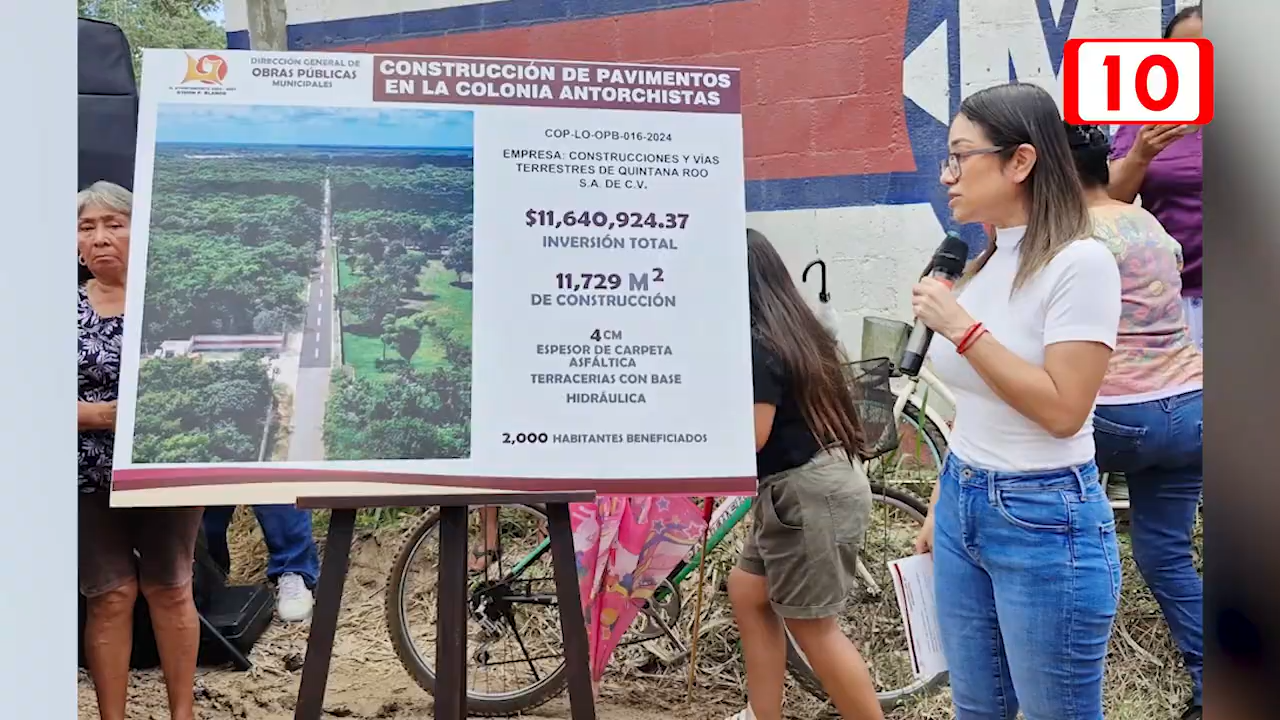 DIRECCIÓN GENERAL DE
OBRAS PÚBLICAS
MUNICIPALES
CONSTRUCCIÓN DE PAVIMENTOS
EN LA COLONIA ANTORCHISTAS
COP-LO-OPB-016-2024
EMPRESA: CONSTRUCCIONES Y VÍAS
TERRESTRES DE QUINTANA ROO
S.A. DE C.V.
$11,640,924.37
INVERSIÓN TOTAL
11,729 M²
DE CONSTRUCCIÓN
4CM
ESPESOR DE CARPETA
ASFÁLTICA
TERRACERIAS CON BASE
HIDRÁULICA
2,000 HABITANTES BENEFICIADOS
10